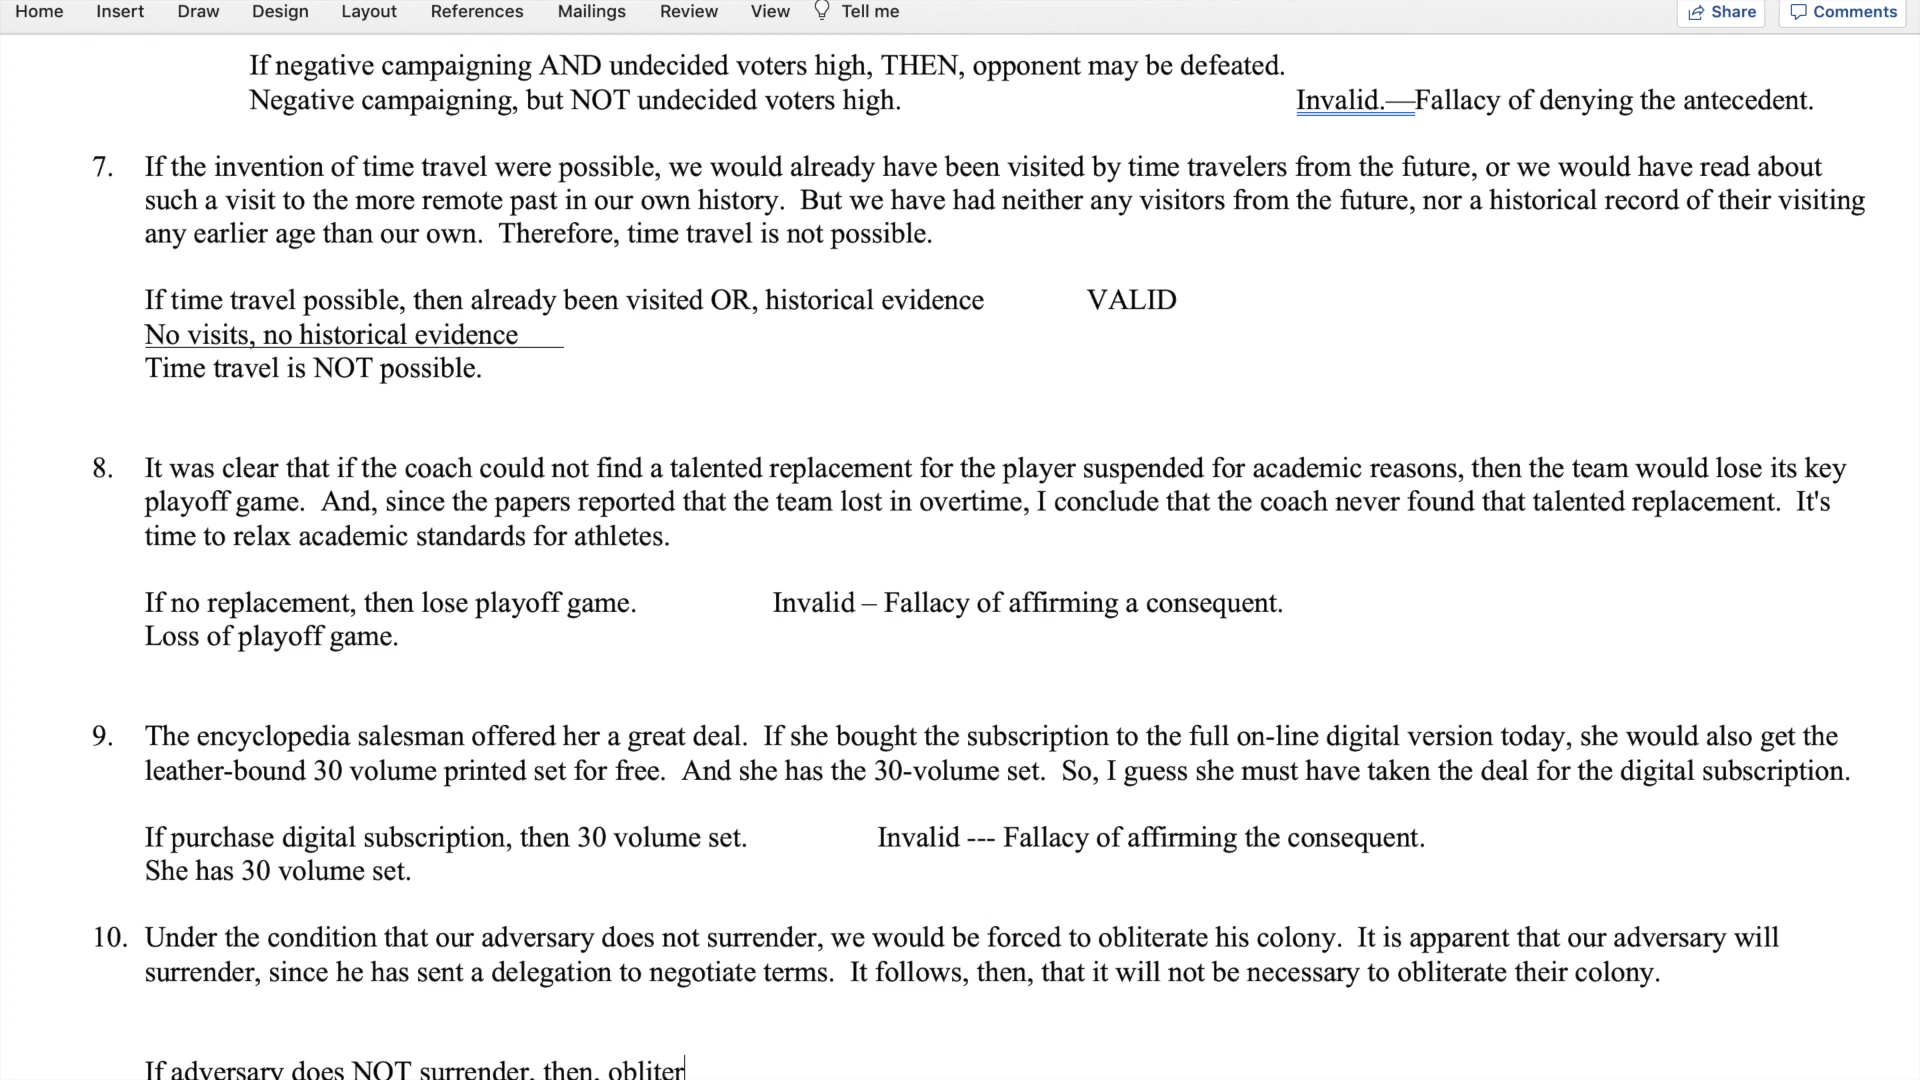 Home Insert Draw Design Layout References Mailings Review View Tell me Share Comments
If negative campaigning AND undecided voters high, THEN, opponent may be defeated.
Negative campaigning, but NOT undecided voters high. Invalid.—Fallacy of denying the antecedent.
7. If the invention of time travel were possible, we would already have been visited by time travelers from the future, or we would have read about
such a visit to the more remote past in our own history. But we have had neither any visitors from the future, nor a historical record of their visiting
any earlier age than our own. Therefore, time travel is not possible.
If time travel possible, then already been visited OR, historical evidence VALID
No visits, no historical evidence
Time travel is NOT possible.
8. It was clear that if the coach could not find a talented replacement for the player suspended for academic reasons, then the team would lose its key
playoff game. And, since the papers reported that the team lost in overtime, I conclude that the coach never found that talented replacement. It's
time to relax academic standards for athletes.
If no replacement, then lose playoff game. Invalid – Fallacy of affirming a consequent.
Loss of playoff game.
9. The encyclopedia salesman offered her a great deal. If she bought the subscription to the full on-line digital version today, she would also get the
leather-bound 30 volume printed set for free. And she has the 30-volume set. So, I guess she must have taken the deal for the digital subscription.
If purchase digital subscription, then 30 volume set. Invalid --- Fallacy of affirming the consequent.
She has 30 volume set.
10. Under the condition that our adversary does not surrender, we would be forced to obliterate his colony. It is apparent that our adversary will
surrender, since he has sent a delegation to negotiate terms. It follows, then, that it will not be necessary to obliterate their colony.
If adversary does NOT surrender, then, obliter